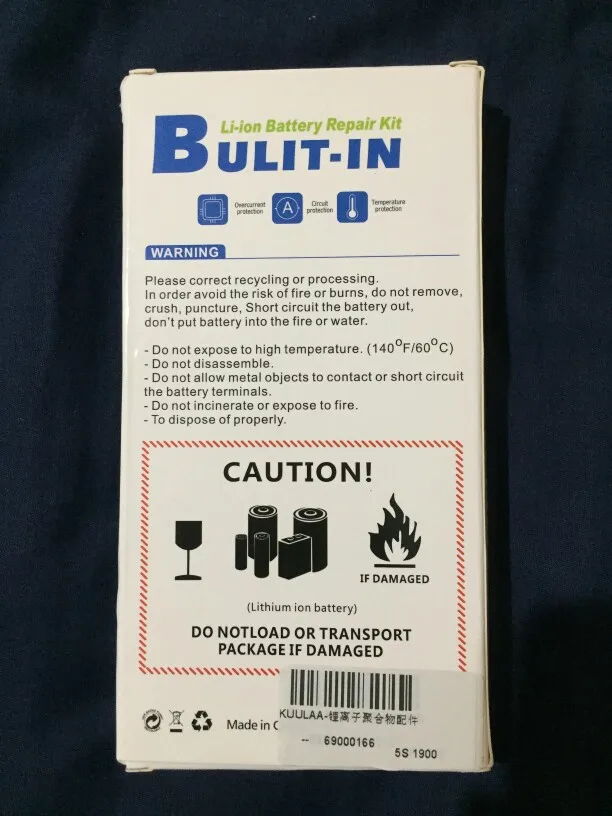 Li-ion Battery Repair Kit
BULIT-IN
Overcurrent
protection
A
Circuit
protection
Temperature
protection
WARNING
Please correct recycling or processing.
In order avoid the risk of fire or burns, do not remove,
crush, puncture, Short circuit the battery out,
don't put battery into the fire or water.
- Do not expose to high temperature. (140°F/60°C)
- Do not disassemble.
- Do not allow metal objects to contact or short circuit
the battery terminals.
- Do not incinerate or expose to fire.
- To dispose of properly.
CAUTION!
IF DAMAGED
(Lithium ion battery)
DO NOTLOAD OR TRANSPORT
PACKAGE IF DAMAGED
KUULAA-锂离子聚合物配件
-- 69000166
5S 1900
Made in C